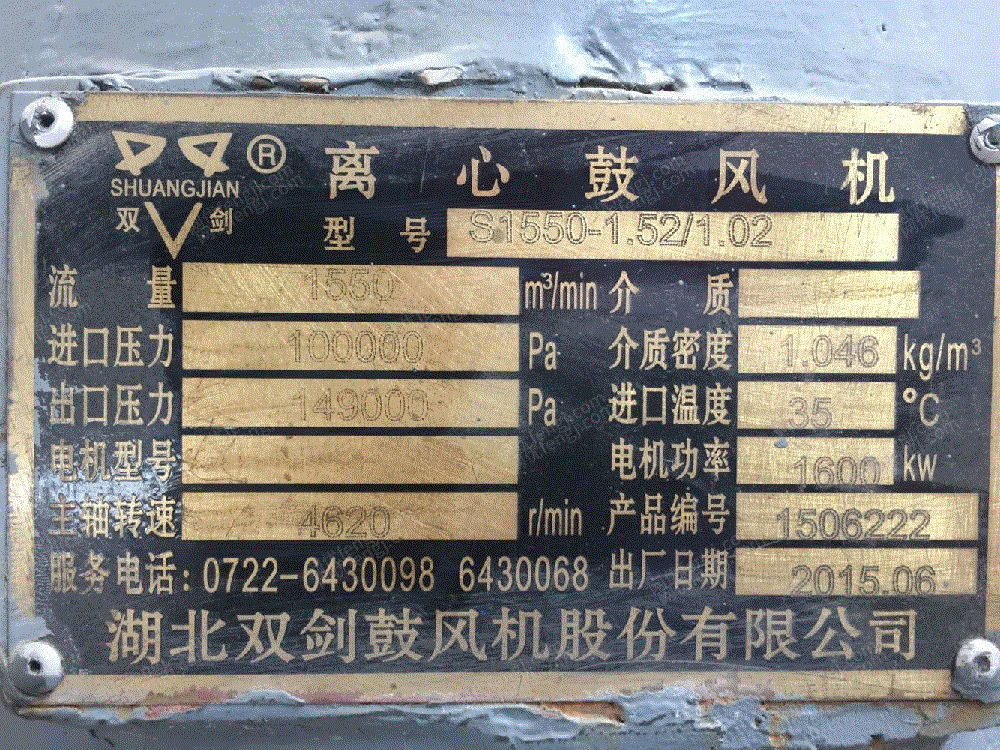 SHUANGJIAN ® 离心鼓风机
双剑 型号 S1550-1.52/1.02
流量 1550 m³/min 介质
进口压力 100000 Pa 介质密度 1.046 kg/m³
出口压力 149000 Pa 进口温度 35 °C
电机型号 电机功率 1600 kw
主轴转速 4620 r/min 产品编号 1506222
服务电话:0722-6430098 6430068 出厂日期 2015.06
湖北双剑鼓风机股份有限公司